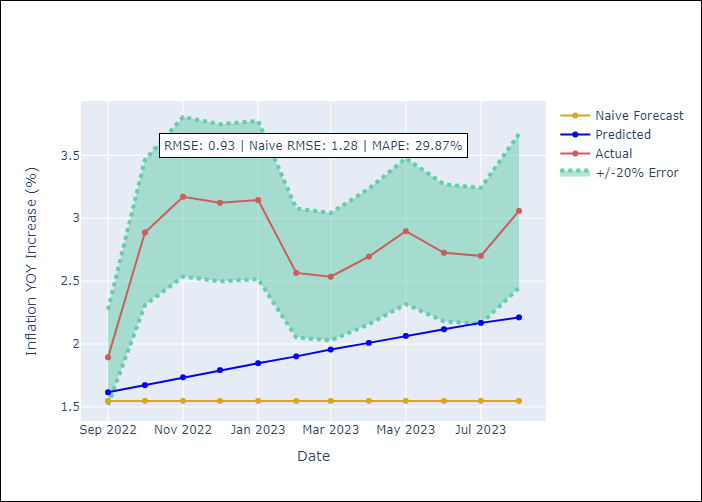 RMSE: 0.93 | Naive RMSE: 1.28 | MAPE: 29.87%
Naive Forecast
Predicted
Actual
+/-20% Error
Inflation YOY Increase (%)
3.5
3
2.5
2
1.5
Sep 2022 Nov 2022 Jan 2023 Mar 2023 May 2023 Jul 2023
Date